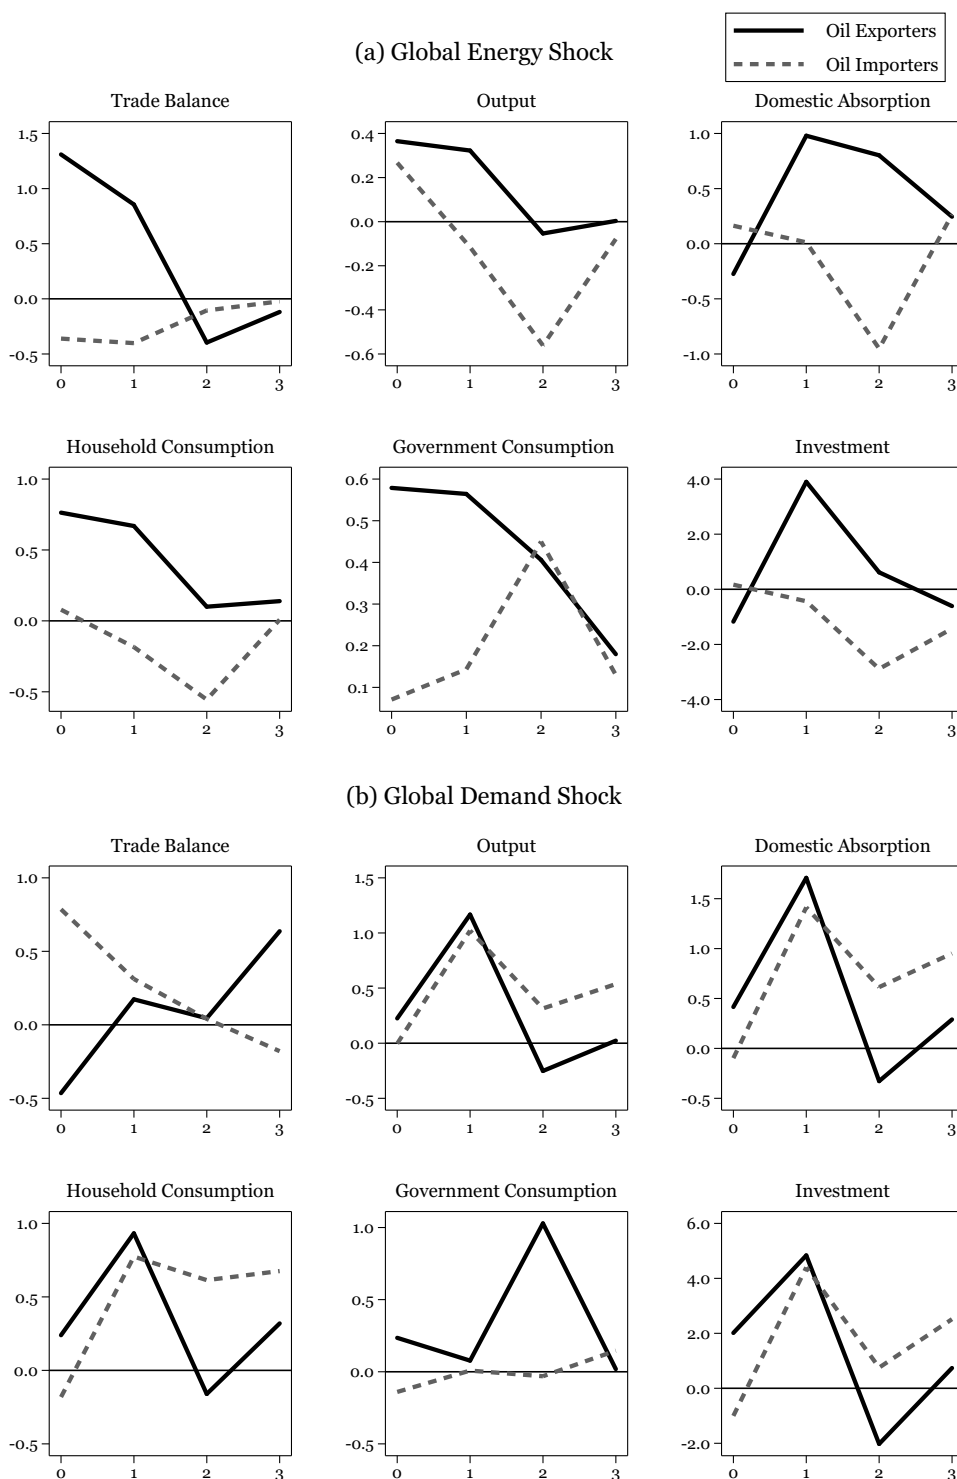 Oil Exporters
(a) Global Energy Shock
Oil Importers
Trade Balance Output Domestic Absorption
1.5 0.4 1.0
1.0 0.2 0.5
0.5 0.0 0.0
0.0 -0.2 -0.5
-0.5 -0.4 -1.0
-0.6
0 1 2 3 0 1 2 3 0 1 2 3
Household Consumption Government Consumption Investment
1.0 0.6 4.0
0.5 0.5 2.0
0.0 0.4 0.0
-0.5 0.3 -2.0
0.2 -4.0
0.1
0 1 2 3 0 1 2 3 0 1 2 3
(b) Global Demand Shock
Trade Balance Output Domestic Absorption
1.0 1.5 1.5
0.5 1.0 1.0
0.0 0.5 0.5
-0.5 0.0 0.0
-0.5 -0.5
0 1 2 3 0 1 2 3 0 1 2 3
Household Consumption Government Consumption Investment
1.0 1.0 6.0
0.5 0.5 4.0
0.0 0.0 2.0
-0.5 -0.5 0.0
-2.0
0 1 2 3 0 1 2 3 0 1 2 3